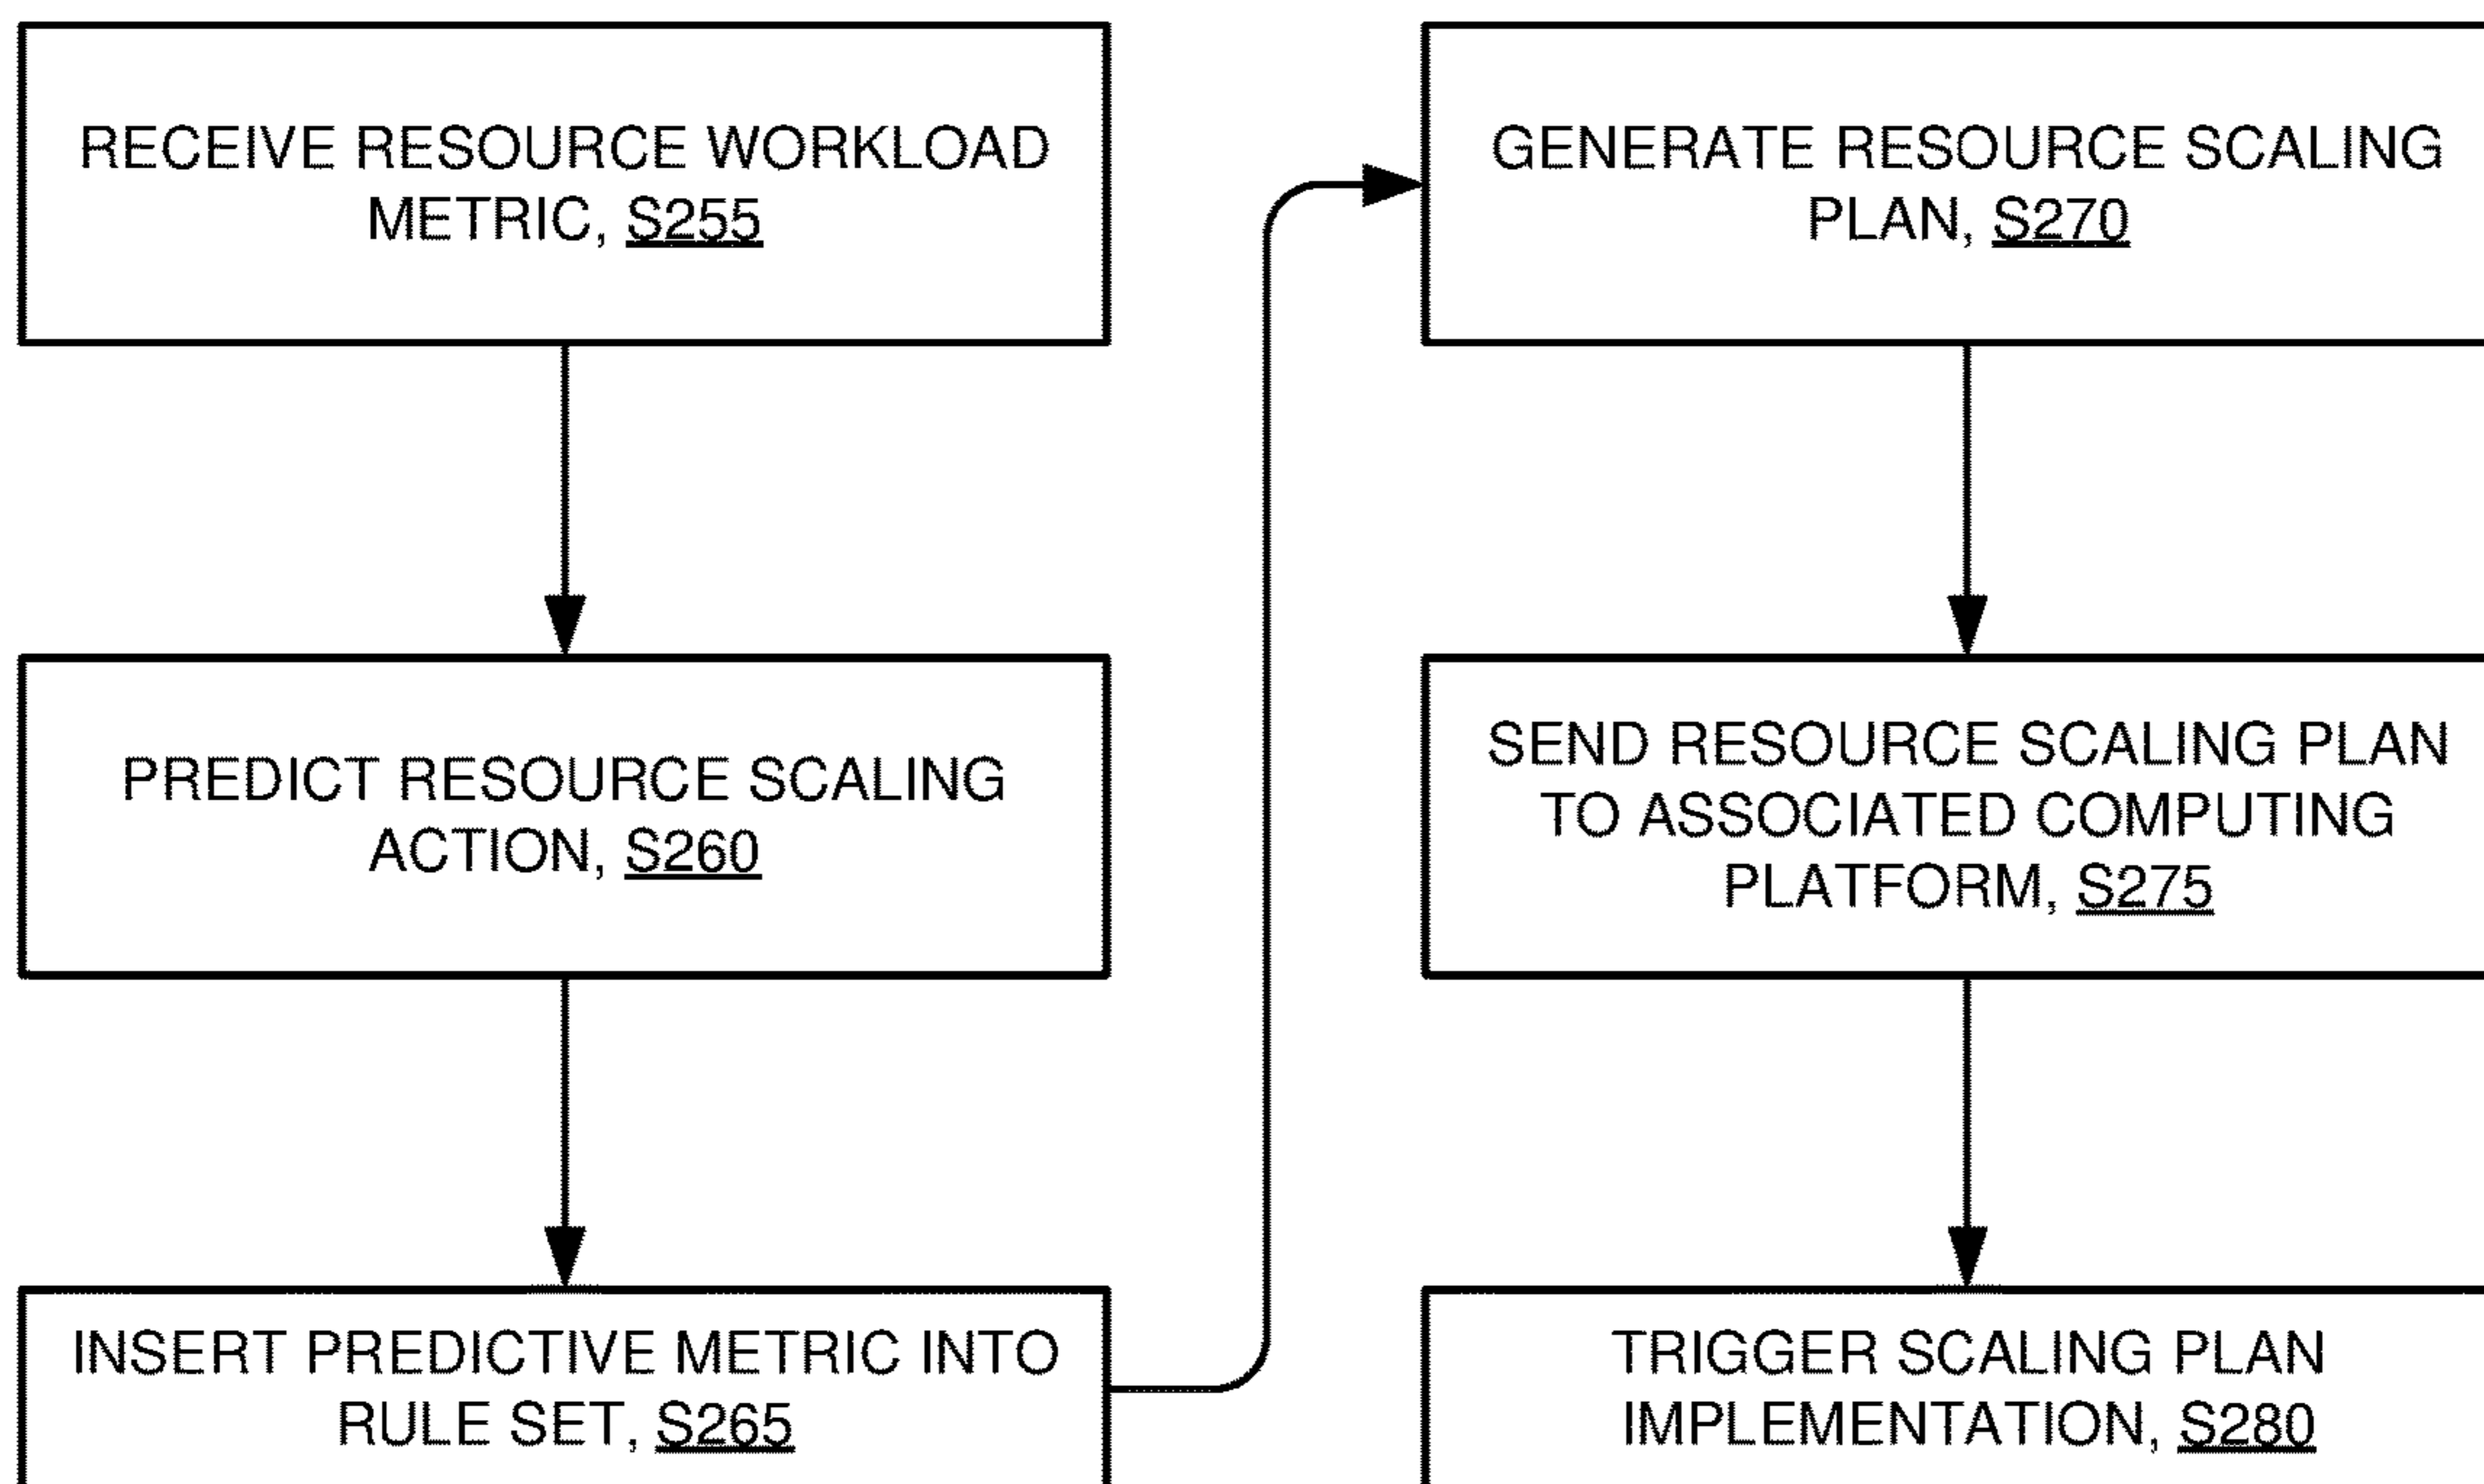 RECEIVE RESOURCE WORKLOAD
METRIC, S255
PREDICT RESOURCE SCALING
ACTION, S260
INSERT PREDICTIVE METRIC INTO
RULE SET, S265
GENERATE RESOURCE SCALING
PLAN, S270
SEND RESOURCE SCALING PLAN
TO ASSOCIATED COMPUTING
PLATFORM, S275
TRIGGER SCALING PLAN
IMPLEMENTATION, S280